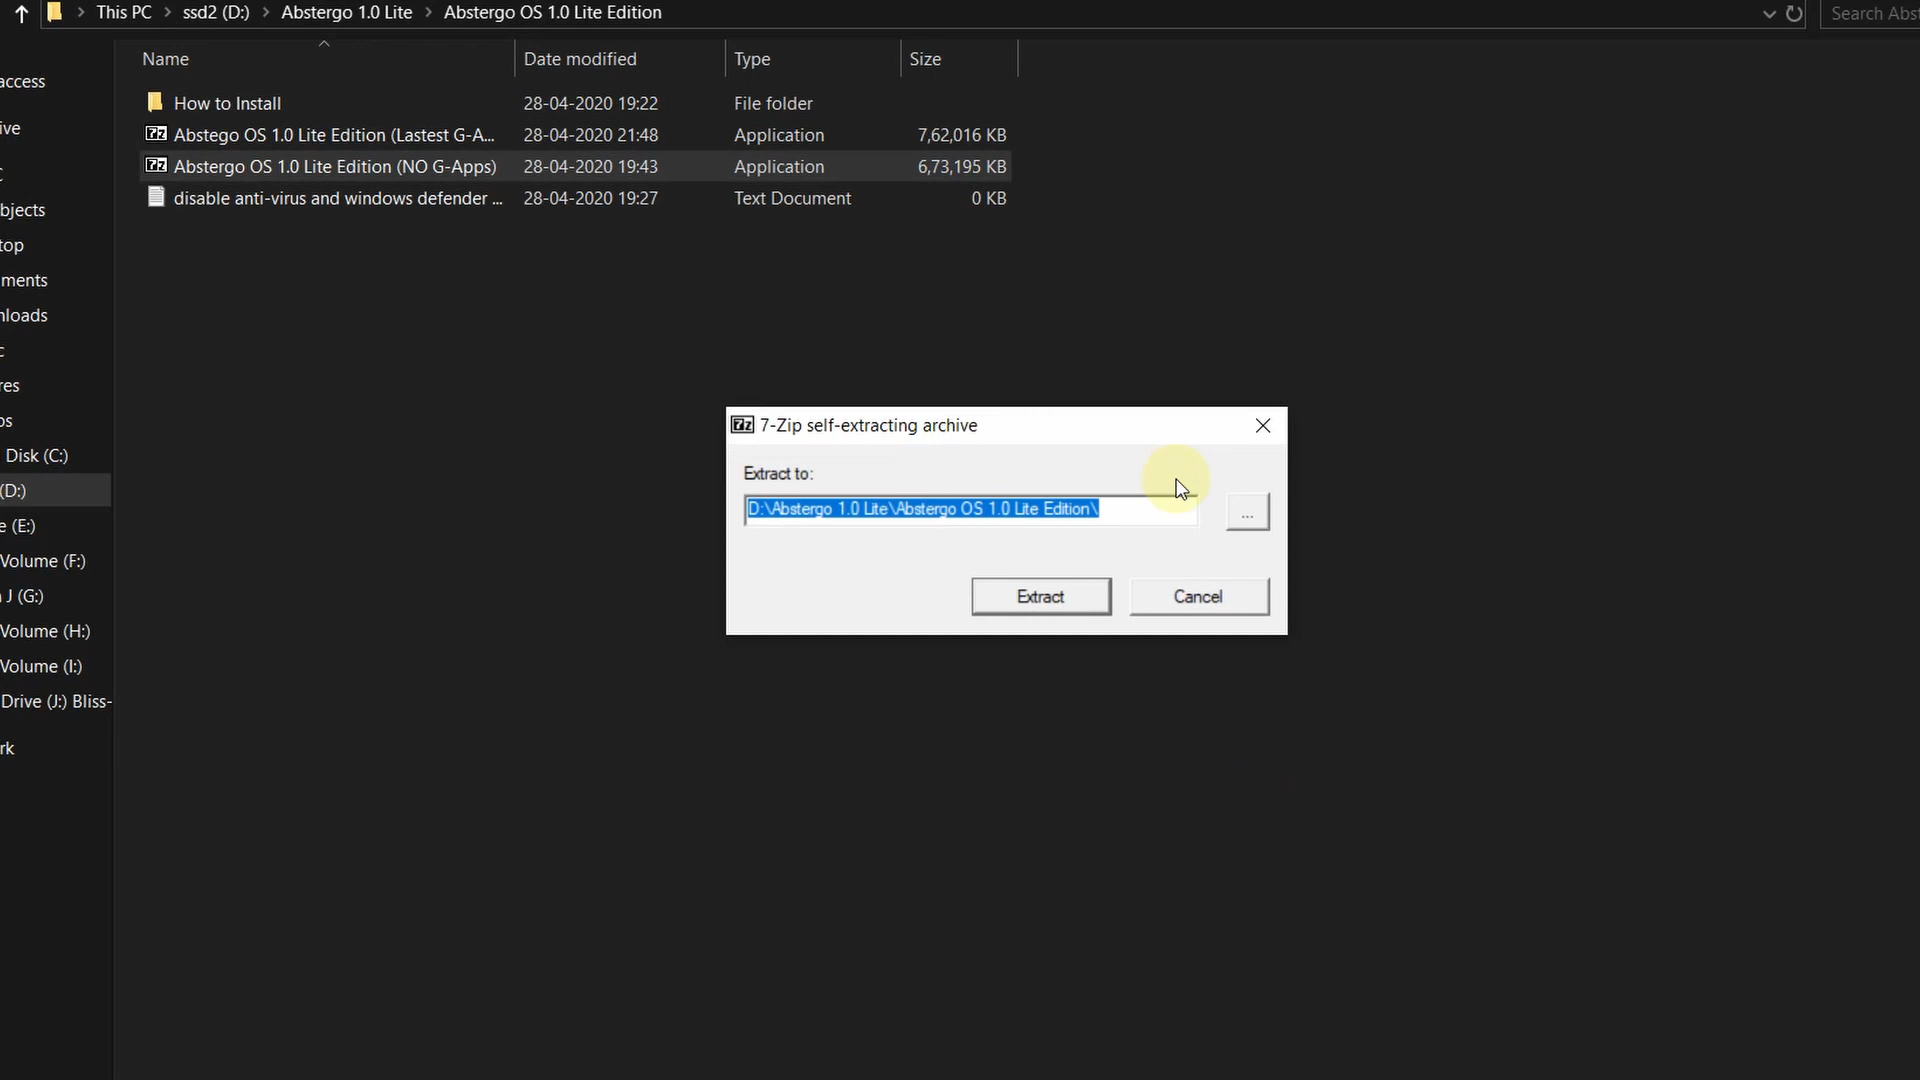 This PC > ssd2 (D:) > Abstergo 1.0 Lite > Abstergo OS 1.0 Lite Edition
Search Abst
Name Date modified Type Size
How to Install 28-04-2020 19:22 File folder
Abstego OS 1.0 Lite Edition (Lastest G-A... 28-04-2020 21:48 Application 7,62,016 KB
Abstergo OS 1.0 Lite Edition (NO G-Apps) 28-04-2020 19:43 Application 6,73,195 KB
disable anti-virus and windows defender ... 28-04-2020 19:27 Text Document 0 KB
access
ive
bjects
top
ments
nloads
c
res
os
Disk (C:)
(D:)
e (E:)
Volume (F:)
J (G:)
Volume (H:)
Volume (I:)
Drive (J:) Bliss-
rk
7z 7-Zip self-extracting archive
Extract to:
D:\Abstergo 1.0 Lite\Abstergo OS 1.0 Lite Edition\
...
Extract Cancel